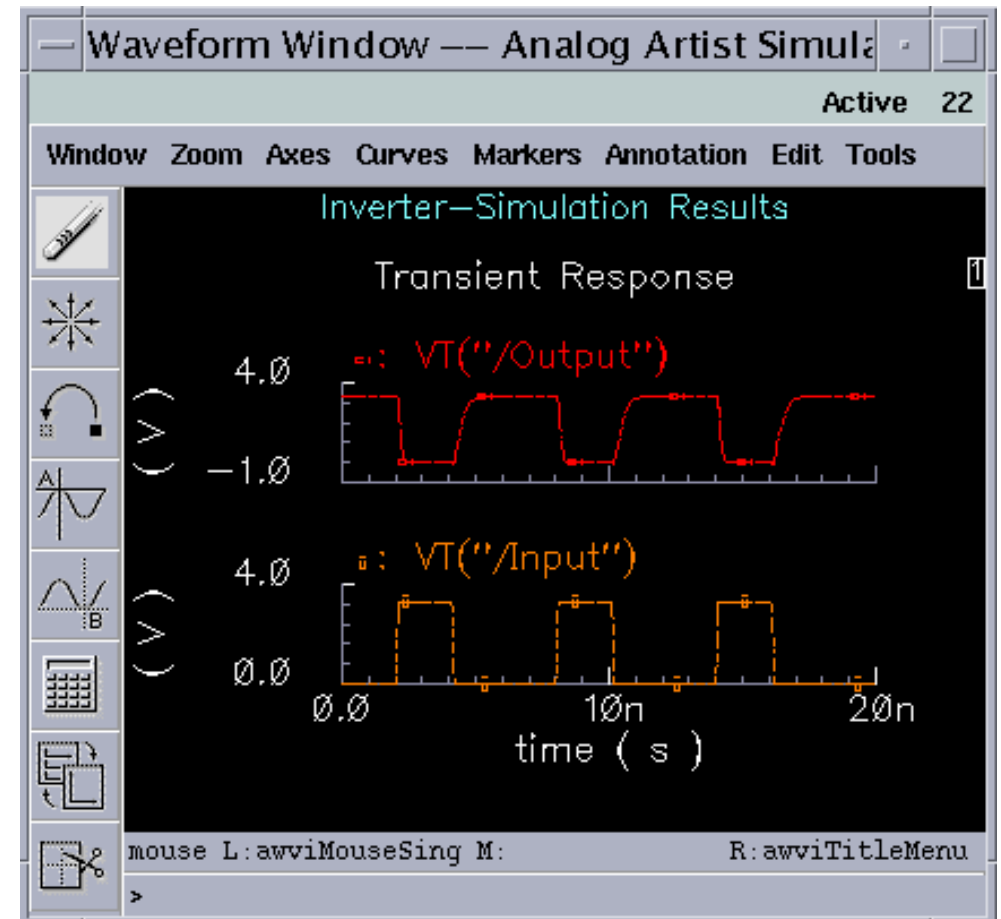 Waveform Window –– Analog Artist Simula
Active 22
Window Zoom Axes Curves Markers Annotation Edit Tools
Inverter–Simulation Results
Transient Response
1
: VT("/Output")
4.0
(V)
−1.0
: VT("/Input")
4.0
(V)
0.0
0.0 10n 20n
time ( s )
A
B
mouse L:awviMouseSing M: R:awviTitleMenu
>